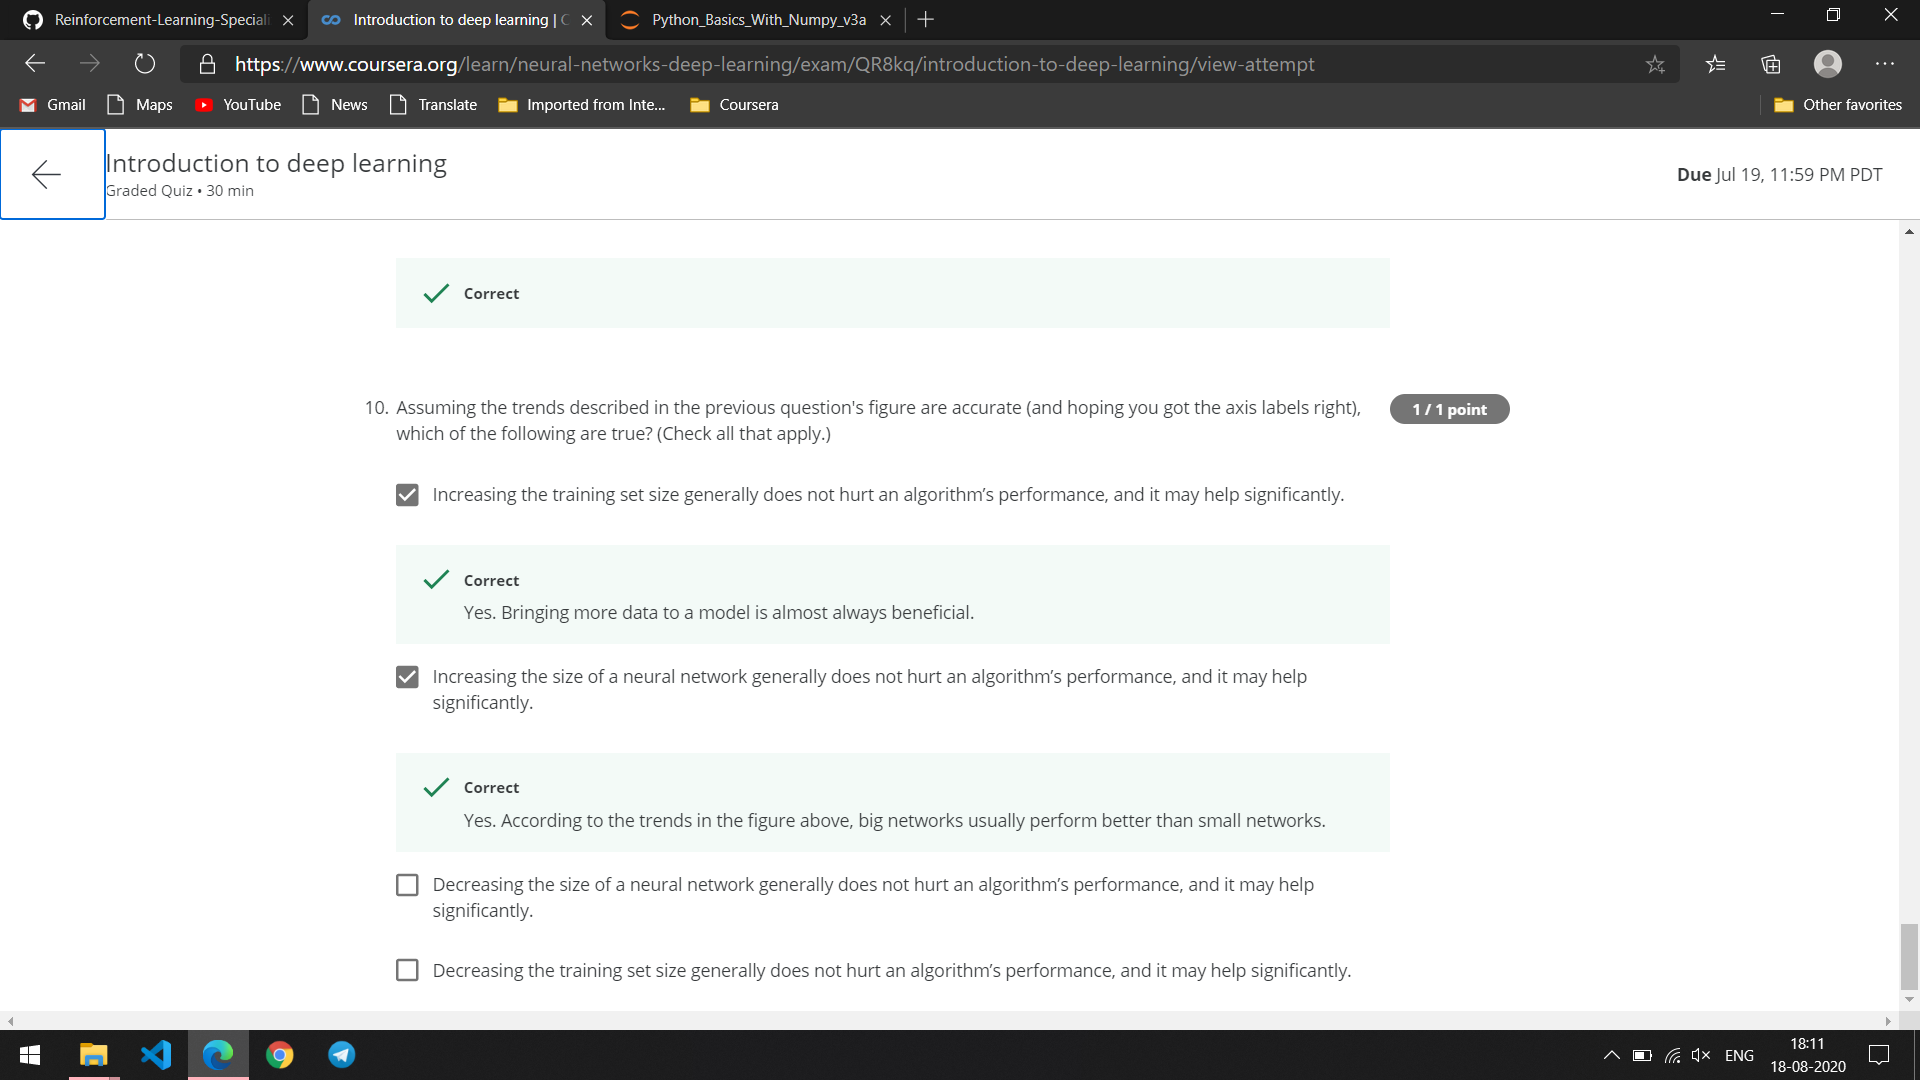 Reinforcement-Learning-Speciali
Introduction to deep learning | C
Python_Basics_With_Numpy_v3a
https://www.coursera.org/learn/neural-networks-deep-learning/exam/QR8kq/introduction-to-deep-learning/view-attempt
Gmail Maps YouTube News Translate Imported from Inte... Coursera Other favorites
Introduction to deep learning
Graded Quiz • 30 min
Due Jul 19, 11:59 PM PDT
Correct
10. Assuming the trends described in the previous question's figure are accurate (and hoping you got the axis labels right),
which of the following are true? (Check all that apply.)
1 / 1 point
Increasing the training set size generally does not hurt an algorithm’s performance, and it may help significantly.
Correct
Yes. Bringing more data to a model is almost always beneficial.
Increasing the size of a neural network generally does not hurt an algorithm’s performance, and it may help
significantly.
Correct
Yes. According to the trends in the figure above, big networks usually perform better than small networks.
Decreasing the size of a neural network generally does not hurt an algorithm’s performance, and it may help
significantly.
Decreasing the training set size generally does not hurt an algorithm’s performance, and it may help significantly.
ENG
18:11
18-08-2020